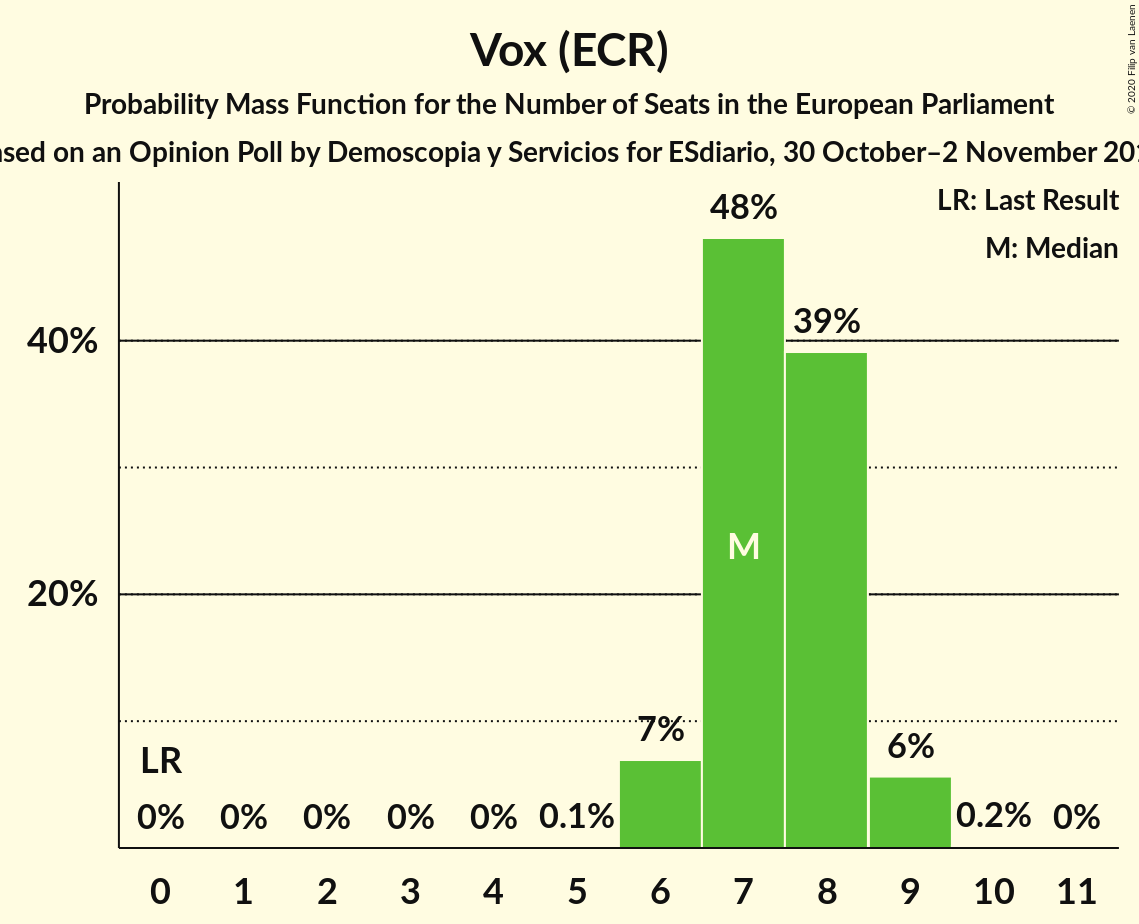 Vox (ECR)
Probability Mass Function for the Number of Seats in the European Parliament
on an Opinion Poll by Demoscopia y Servicios for ESdiario, 30 October–2 November
LR: Last Result
M: Median
48%
39%
40%
M
20%
7%
6%
LR
0% 0% 0% 0% 0% 0.1% 0.2% 0%
0 1 2 3 4 5 6 7 8 9 10 11
© 2020 Filip van Laenen